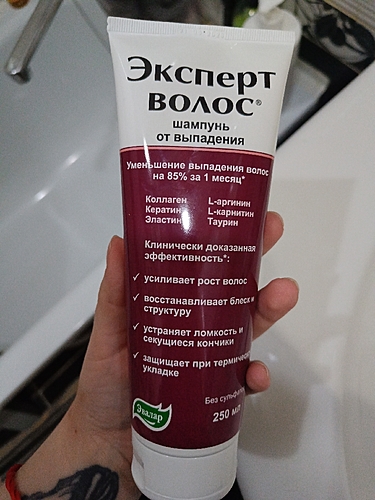 Эксперт
волос®
шампунь
от выпадения
Уменьшение выпадения волос
на 85% за 1 месяц*
Коллаген L-аргинин
Кератин L-карнитин
Эластин Таурин
Клинически доказанная
эффективность*:
✓ усиливает рост волос
✓ восстанавливает блеск и
структуру
✓ устраняет ломкость и
секущиеся кончики
✓ защищает при термической
укладке
Без сульфатов
Эвалар
250 мл